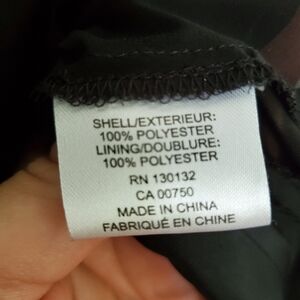 SHELL/EXTERIEUR:
100% POLYESTER
LINING/DOUBLURE:
100% POLYESTER
RN 130132
CA 00750
MADE IN CHINA
FABRIQUÉ EN CHINE